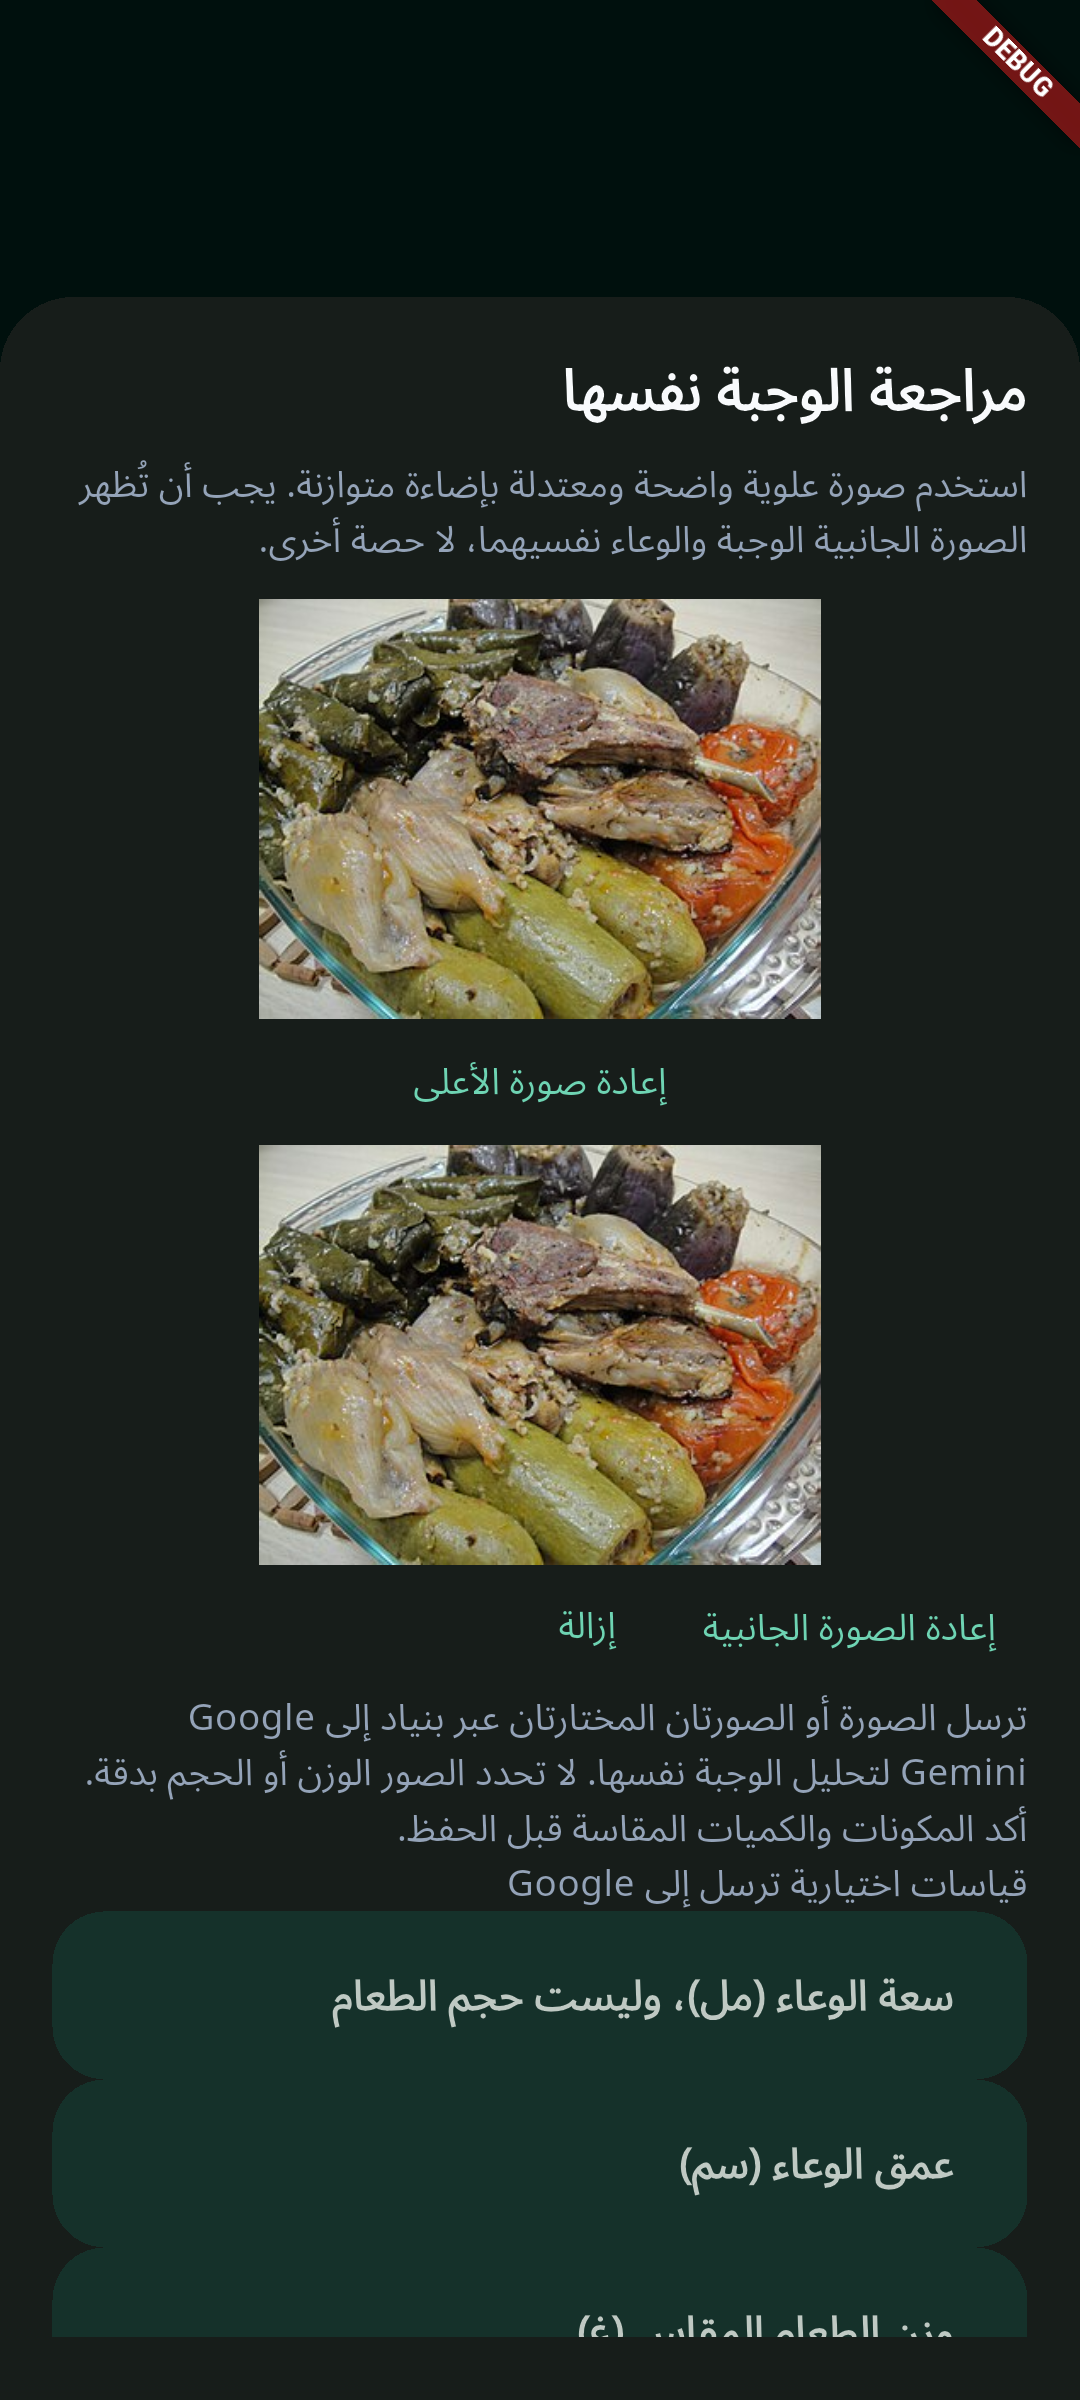 DEBUG
مراجعة الوجبة نفسها
استخدم صورة علوية واضحة ومعتدلة بإضاءة متوازنة. يجب أن تُظهر
الصورة الجانبية الوجبة والوعاء نفسيهما، لا حصة أخرى.
إعادة صورة الأعلى
إعادة الصورة الجانبية
إزالة
ترسل الصورة أو الصورتان المختارتان عبر بنياد إلى Google
Gemini لتحليل الوجبة نفسها. لا تحدد الصور الوزن أو الحجم بدقة.
أكد المكونات والكميات المقاسة قبل الحفظ.
قياسات اختيارية ترسل إلى Google
سعة الوعاء (مل)، وليست حجم الطعام
عمق الوعاء (سم)
وزن الطعام المقاس (غ)